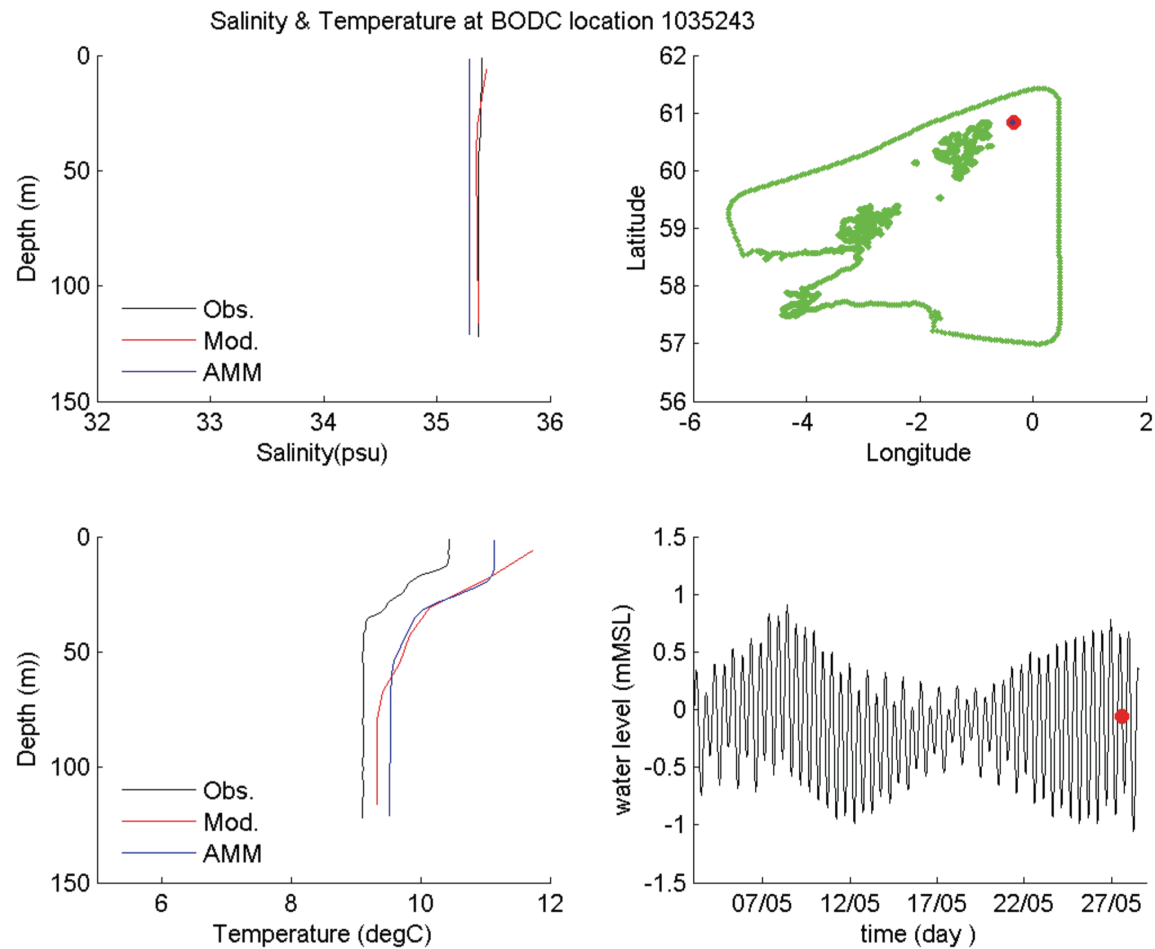 Salinity & Temperature at BODC location 1035243
0
50
100
150
Depth (m)
Obs.
Mod.
AMM
32 33 34 35 36
Salinity(psu)
62
61
60
59
58
57
56
Latitude
-6 -4 -2 0 2
Longitude
0
50
100
150
Depth (m))
Obs.
Mod.
AMM
6 8 10 12
Temperature (degC)
1.5
1
0.5
0
-0.5
-1
-1.5
water level (mMSL)
07/05 12/05 17/05 22/05 27/05
time (day )